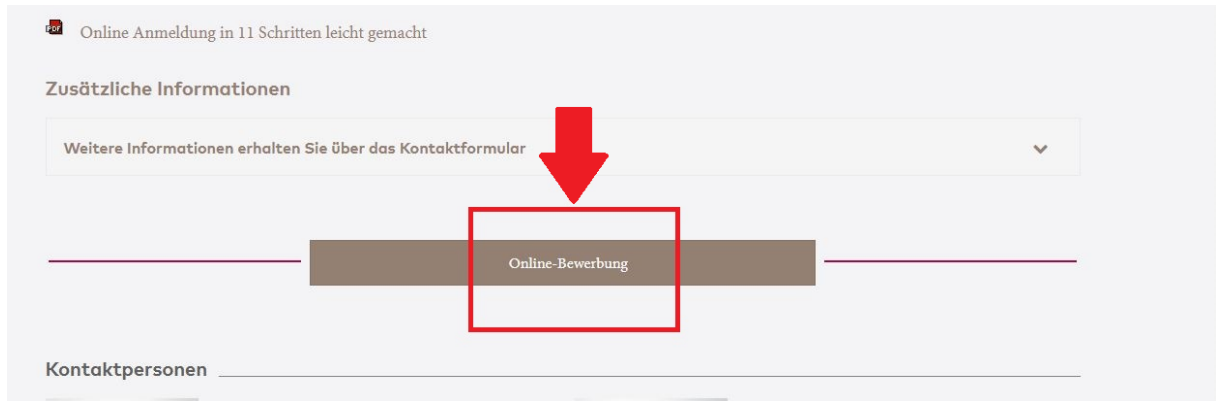 PDF
Online Anmeldung in 11 Schritten leicht gemacht
Zusätzliche Informationen
Weitere Informationen erhalten Sie über das Kontaktformular
Online-Bewerbung
Kontaktpersonen